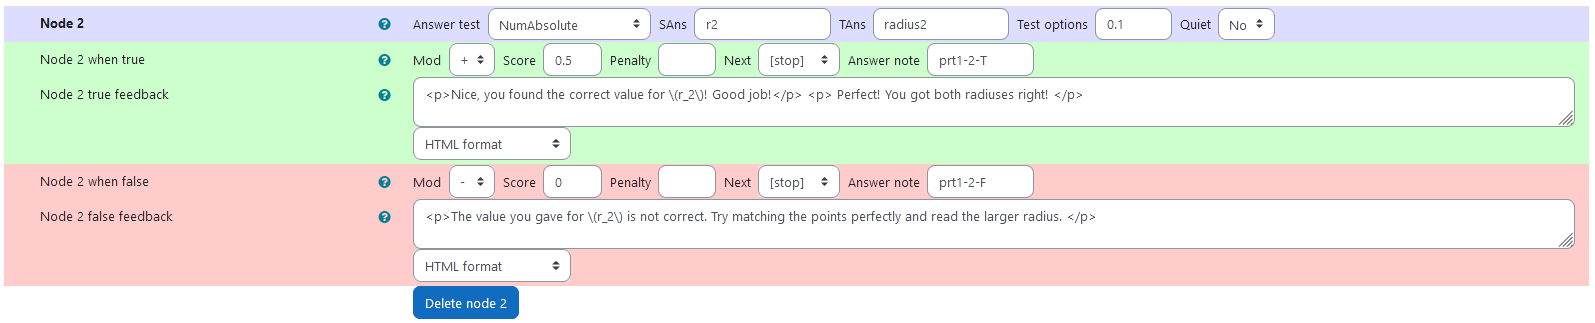 Node 2 Answer test NumAbsolute SAns r2 TAns radius2 Test options 0.1 Quiet No
Node 2 when true Mod + Score 0.5 Penalty Next [stop] Answer note prt1-2-T
Node 2 true feedback <p>Nice, you found the correct value for \(r_2\)! Good job!</p> <p> Perfect! You got both radiuses right! </p>
HTML format
Node 2 when false Mod - Score 0 Penalty Next [stop] Answer note prt1-2-F
Node 2 false feedback <p>The value you gave for \(r_2\) is not correct. Try matching the points perfectly and read the larger radius. </p>
HTML format
Delete node 2